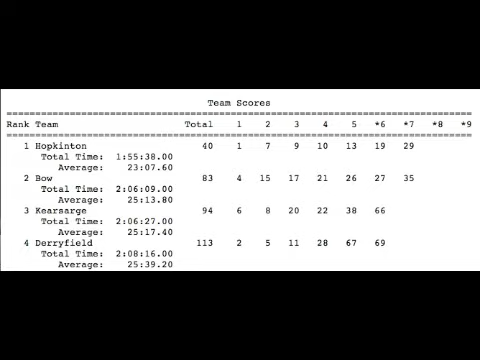 Team Scores
=================================================================================
Rank Team Total 1 2 3 4 5 *6 *7 *8 *9
=================================================================================
1 Hopkinton 40 1 7 9 10 13 19 29
Total Time: 1:55:38.00
Average: 23:07.60
2 Bow 83 4 15 17 21 26 27 35
Total Time: 2:06:09.00
Average: 25:13.80
3 Kearsarge 94 6 8 20 22 38 66
Total Time: 2:06:27.00
Average: 25:17.40
4 Derryfield 113 2 5 11 28 67 69
Total Time: 2:08:16.00
Average: 25:39.20